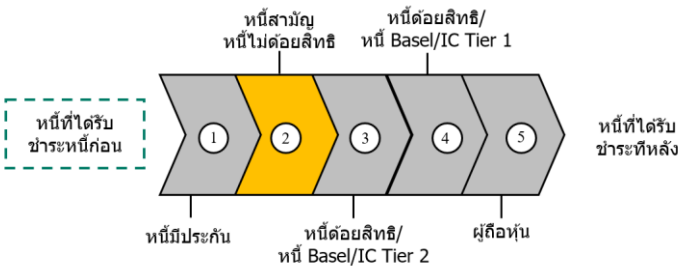 หนี้สามัญ
หนี้ไม่ด้อยสิทธิ
หนี้ด้อยสิทธิ/
หนี้ Basel/IC Tier 1
หนี้ที่ได้รับ
ชำระหนี้ก่อน
1
2
3
4
5
หนี้ที่ได้รับ
ชำระทีหลัง
หนี้มีประกัน
หนี้ด้อยสิทธิ/
หนี้ Basel/IC Tier 2
ผู้ถือหุ้น